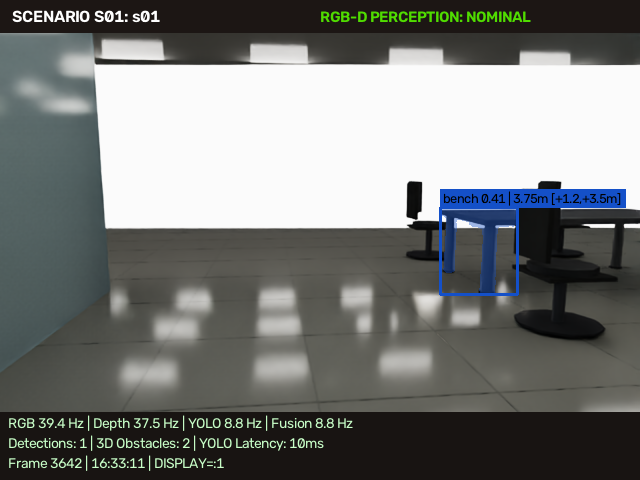 SCENARIO S01: s01
RGB-D PERCEPTION: NOMINAL
bench 0.41 | 3.75m [+1.2,+3.5m]
RGB 39.4 Hz | Depth 37.5 Hz | YOLO 8.8 Hz | Fusion 8.8 Hz
Detections: 1 | 3D Obstacles: 2 | YOLO Latency: 10ms
Frame 3642 | 16:33:11 | DISPLAY=:1